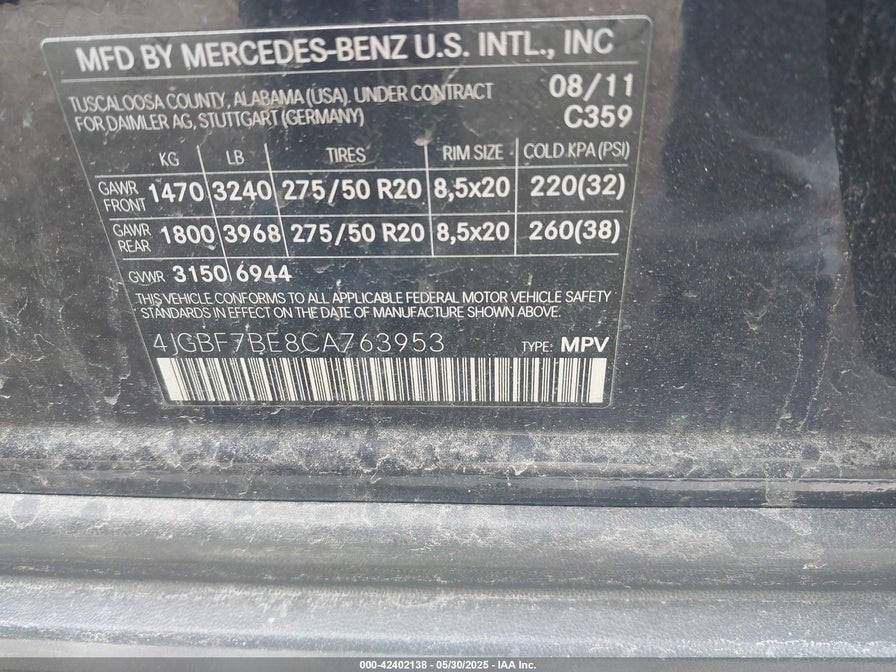 MFD BY MERCEDES-BENZ U.S. INTL., INC
TUSCALOOSA COUNTY, ALABAMA (USA). UNDER CONTRACT 08/11
FOR DAIMLER AG, STUTTGART (GERMANY) C359
KG LB TIRES RIM SIZE COLD.KPA (PSI)
GAWR FRONT 1470 3240 275/50 R20 8,5x20 220(32)
GAWR REAR 1800 3968 275/50 R20 8,5x20 260(38)
GVWR 3150 6944
THIS VEHICLE CONFORMS TO ALL APPLICABLE FEDERAL MOTOR VEHICLE SAFETY
STANDARDS IN EFFECT ON THE DATE OF MANUFACTURE SHOWN ABOVE.
4JGBF7BE8CA763953 TYPE: MPV
000-42402138 - 05/30/2025 - IAA Inc.